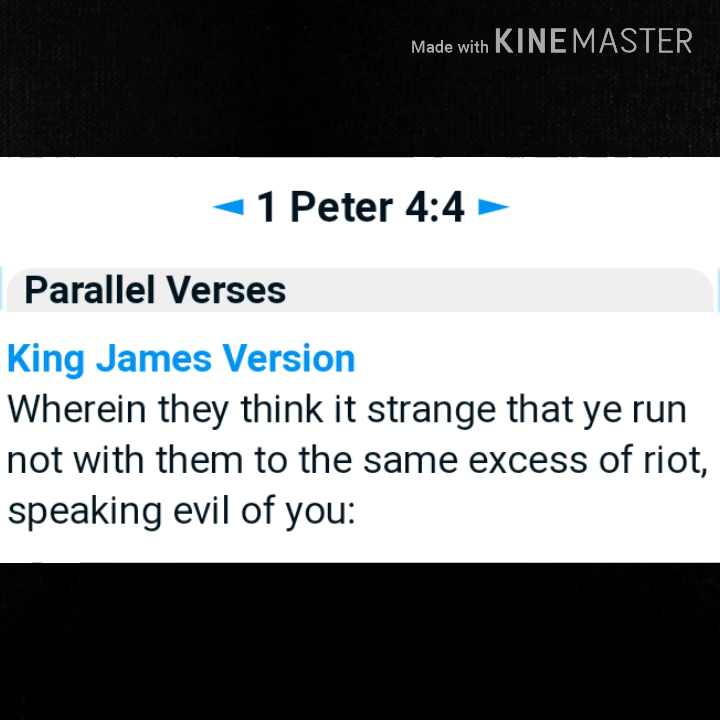 Made with KINEMASTER
◄ 1 Peter 4:4 ►
Parallel Verses
King James Version
Wherein they think it strange that ye run
not with them to the same excess of riot,
speaking evil of you: